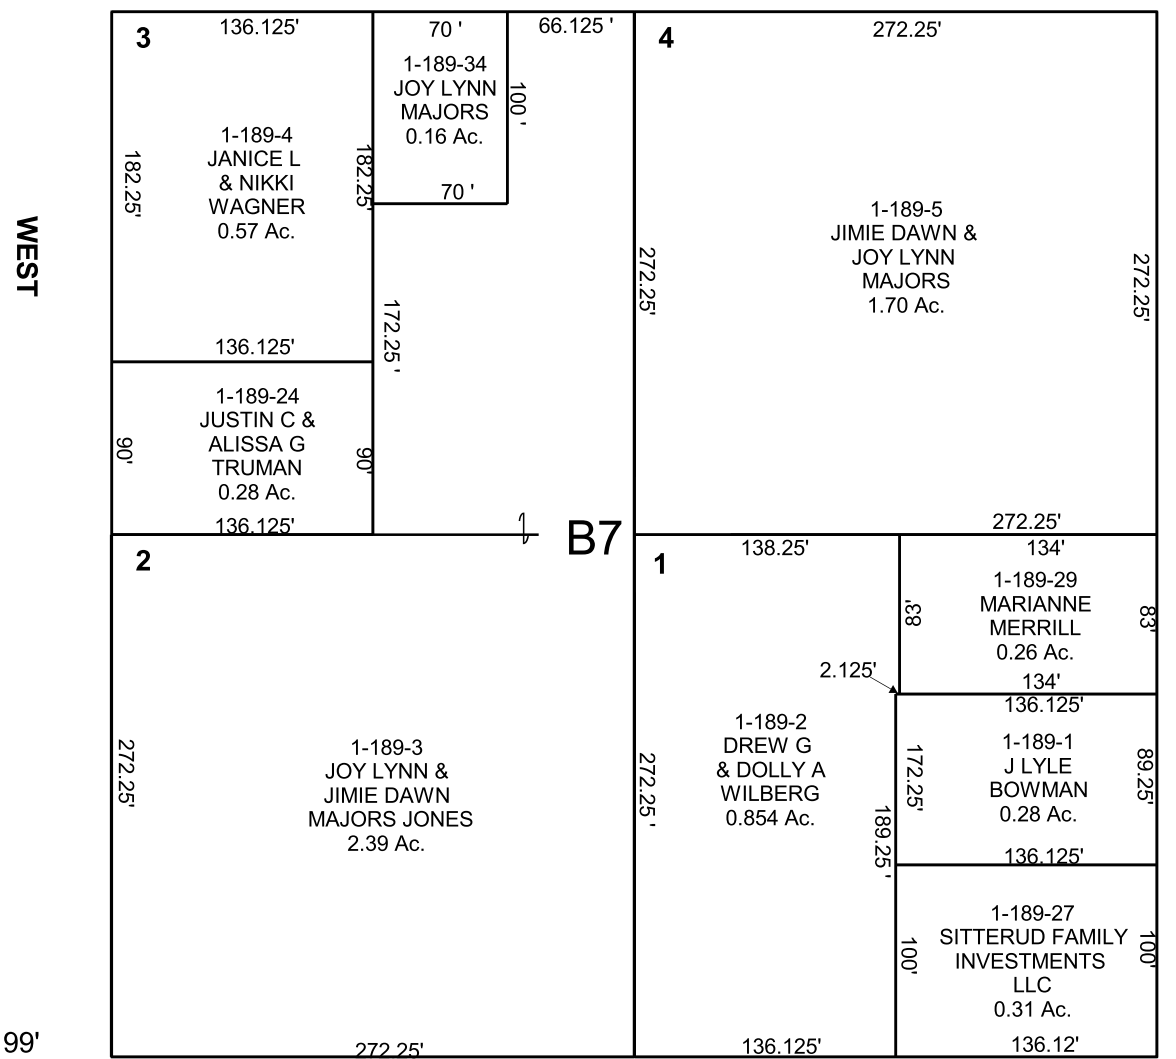 3
136.125'
70 '
66.125 '
4
272.25'
1-189-34
JOY LYNN
MAJORS
0.16 Ac.
100 '
70 '
1-189-4
JANICE L
& NIKKI
WAGNER
0.57 Ac.
182.25'
182.25'
WEST
1-189-5
JIMIE DAWN &
JOY LYNN
MAJORS
1.70 Ac.
272.25'
272.25'
172.25 '
136.125'
1-189-24
JUSTIN C &
ALISSA G
TRUMAN
0.28 Ac.
90'
90'
136.125'
B7
272.25'
2
1
138.25'
134'
1-189-29
MARIANNE
MERRILL
0.26 Ac.
83'
83'
134'
2.125'
136.125'
1-189-3
JOY LYNN &
JIMIE DAWN
MAJORS JONES
2.39 Ac.
272.25'
272.25 '
1-189-2
DREW G
& DOLLY A
WILBERG
0.854 Ac.
1-189-1
J LYLE
BOWMAN
0.28 Ac.
172.25'
89.25'
189.25 '
136.125'
1-189-27
SITTERUD FAMILY
INVESTMENTS
LLC
0.31 Ac.
100'
100'
99'
272.25'
136.125'
136.12'